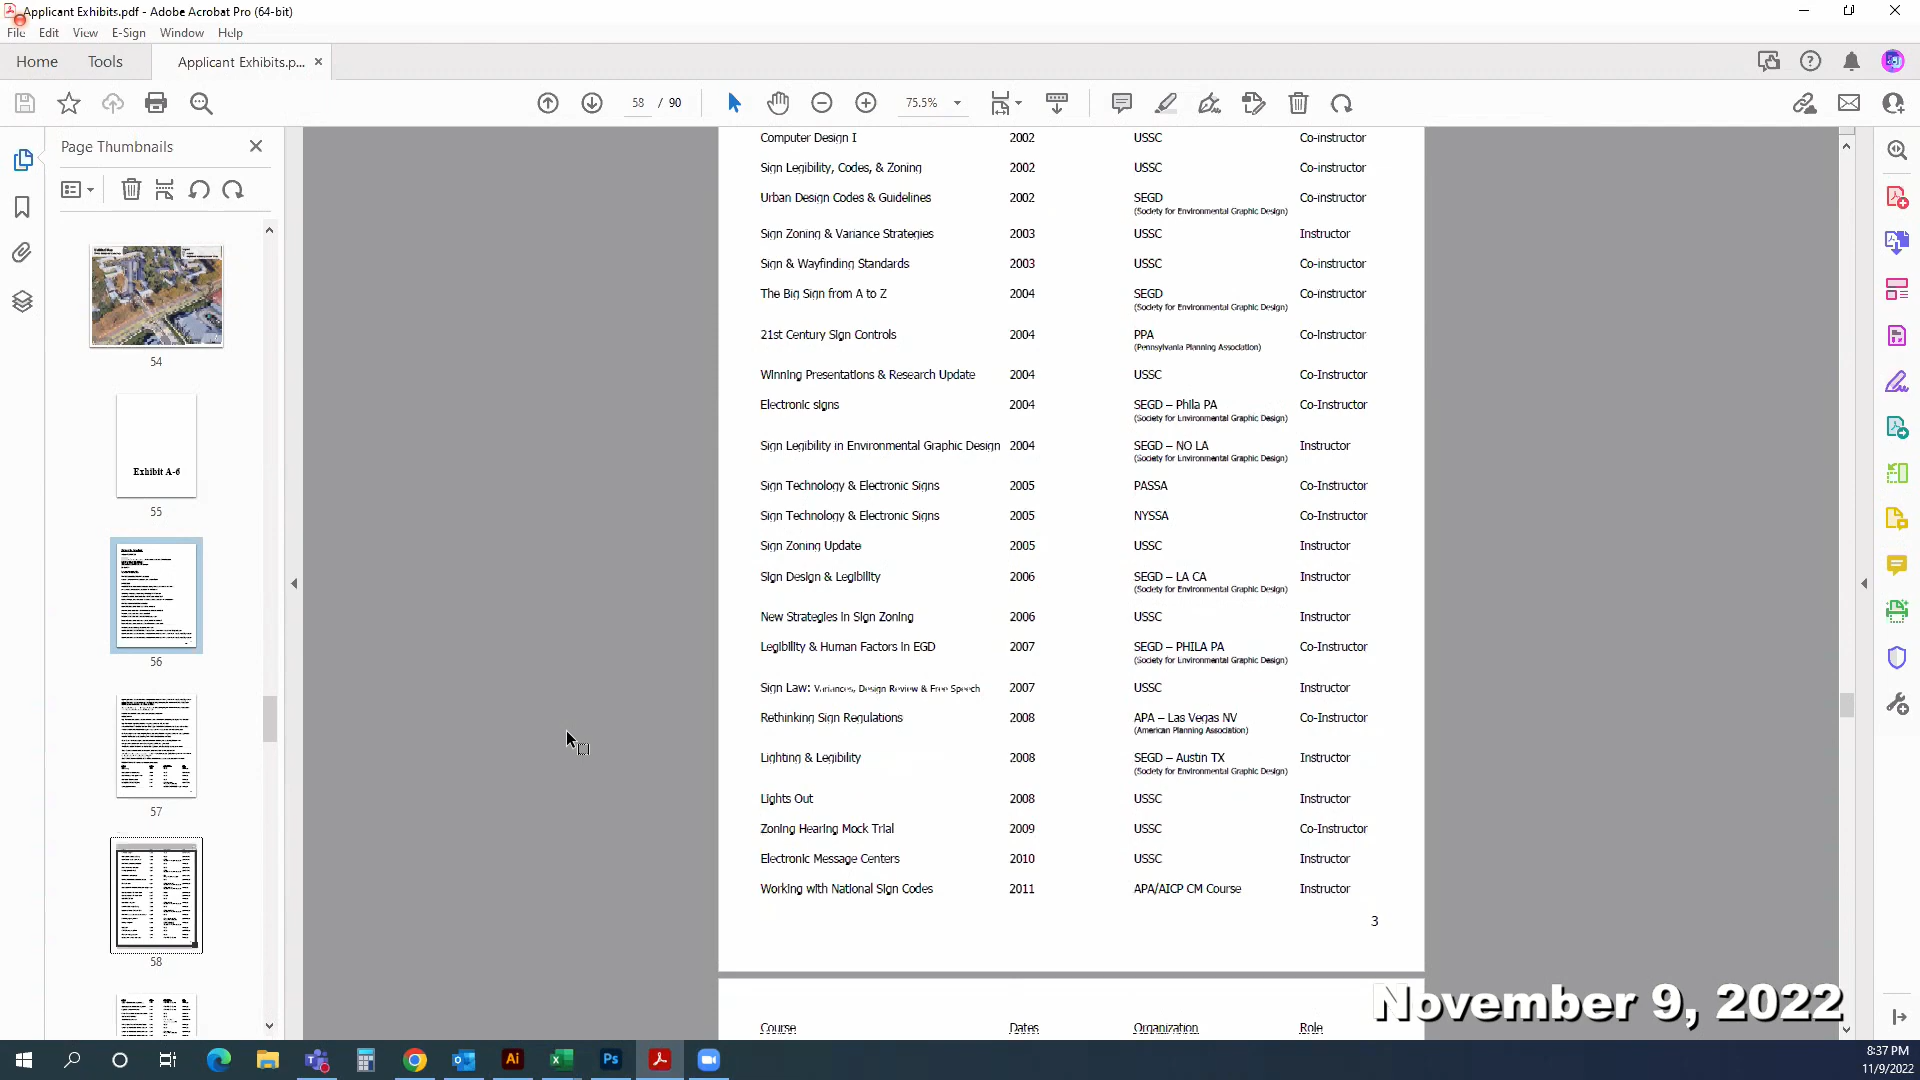 Applicant Exhibits.pdf - Adobe Acrobat Pro (64-bit)
File Edit View E-Sign Window Help
Home Tools Applicant Exhibits.p...
58 / 90 75.5%
Page Thumbnails
54
Exhibit A-6
55
56
57
58
Computer Design I 2002 USSC Co-instructor
Sign Legibility, Codes, & Zoning 2002 USSC Co-instructor
Urban Design Codes & Guidelines 2002 SEGD Co-instructor
(Society for Environmental Graphic Design)
Sign Zoning & Variance Strategies 2003 USSC Instructor
Sign & Wayfinding Standards 2003 USSC Co-instructor
The Big Sign from A to Z 2004 SEGD Co-instructor
(Society for Environmental Graphic Design)
21st Century Sign Controls 2004 PPA Co-Instructor
(Pennsylvania Planning Association)
Winning Presentations & Research Update 2004 USSC Co-Instructor
Electronic signs 2004 SEGD – Phila PA Co-Instructor
(Society for Environmental Graphic Design)
Sign Legibility in Environmental Graphic Design 2004 SEGD – NO LA Instructor
(Society for Environmental Graphic Design)
Sign Technology & Electronic Signs 2005 PASSA Co-Instructor
Sign Technology & Electronic Signs 2005 NYSSA Co-Instructor
Sign Zoning Update 2005 USSC Instructor
Sign Design & Legibility 2006 SEGD – LA CA Instructor
(Society for Environmental Graphic Design)
New Strategies in Sign Zoning 2006 USSC Instructor
Legibility & Human Factors in EGD 2007 SEGD – PHILA PA Co-Instructor
(Society for Environmental Graphic Design)
Sign Law: Variances, Design Review & Free Speech 2007 USSC Instructor
Rethinking Sign Regulations 2008 APA – Las Vegas NV Co-Instructor
(American Planning Association)
Lighting & Legibility 2008 SEGD – Austin TX Instructor
(Society for Environmental Graphic Design)
Lights Out 2008 USSC Instructor
Zoning Hearing Mock Trial 2009 USSC Co-Instructor
Electronic Message Centers 2010 USSC Instructor
Working with National Sign Codes 2011 APA/AICP CM Course Instructor
3
Course Dates Organization Role
November 9, 2022
Ai Ps
8:37 PM
11/9/2022